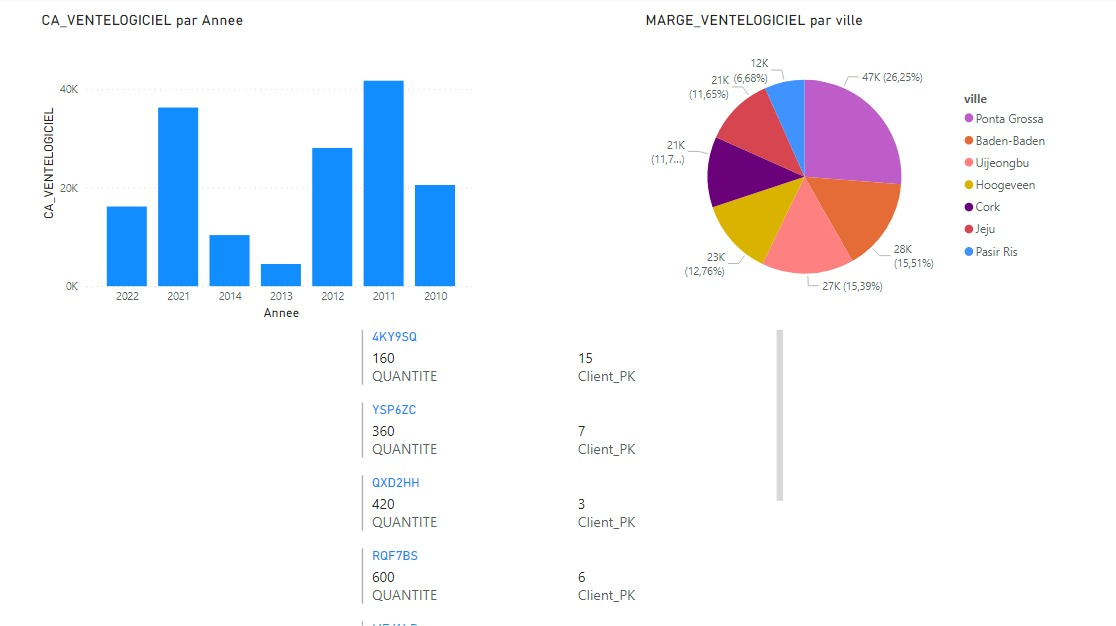 CA_VENTELOGICIEL par Annee
40K
20K
0K
CA_VENTELOGICIEL
2022 2021 2014 2013 2012 2011 2010
Annee
MARGE_VENTELOGICIEL par ville
47K (26,25%)
28K
(15,51%)
27K (15,39%)
23K
(12,76%)
21K
(11,7...)
21K
(11,65%)
12K
(6,68%)
ville
Ponta Grossa
Baden-Baden
Uijeongbu
Hoogeveen
Cork
Jeju
Pasir Ris
4KY9SQ
160 15
QUANTITE Client_PK
YSP6ZC
360 7
QUANTITE Client_PK
QXD2HH
420 3
QUANTITE Client_PK
RQF7BS
600 6
QUANTITE Client_PK